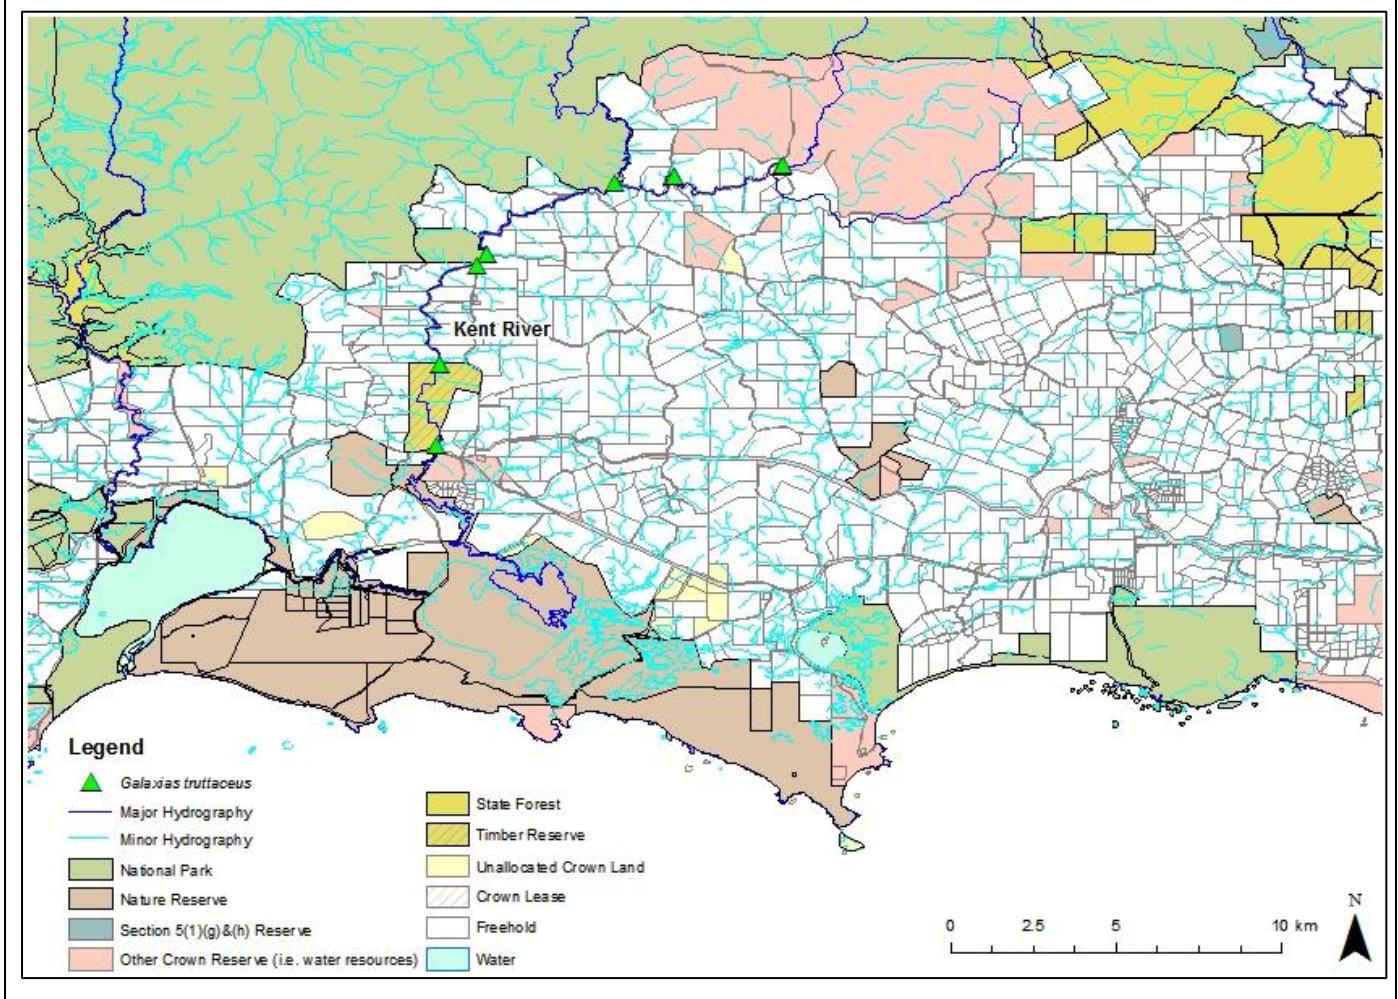 Kent River
Legend
Galaxias truttaceus
Major Hydrography
Minor Hydrography
National Park
Nature Reserve
Section 5(1)(g)&(h) Reserve
Other Crown Reserve (i.e. water resources)
State Forest
Timber Reserve
Unallocated Crown Land
Crown Lease
Freehold
Water
0 2.5 5 10 km
N